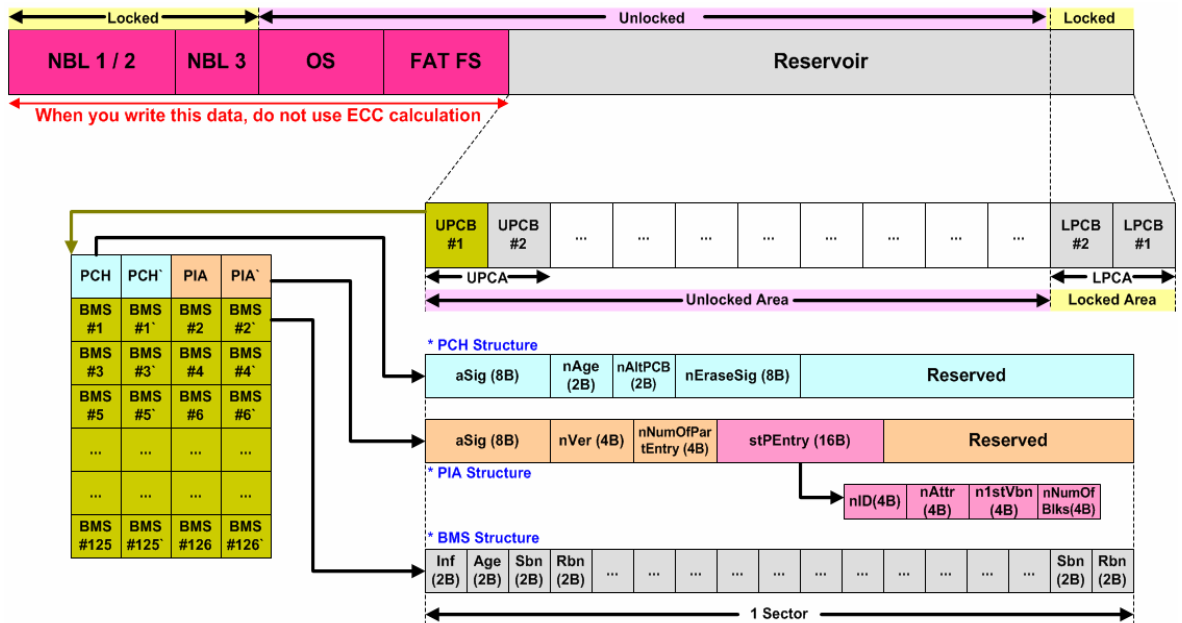 Locked
Unlocked
Locked
NBL 1 / 2
NBL 3
OS
FAT FS
Reservoir
When you write this data, do not use ECC calculation
UPCB #1
UPCB #2
...
...
...
...
...
...
...
...
LPCB #2
LPCB #1
UPCA
LPCA
Unlocked Area
Locked Area
PCH
PCH`
PIA
PIA`
BMS #1
BMS #1`
BMS #2
BMS #2`
BMS #3
BMS #3`
BMS #4
BMS #4`
BMS #5
BMS #5`
BMS #6
BMS #6`
...
...
...
...
...
...
...
...
BMS #125
BMS #125`
BMS #126
BMS #126`
* PCH Structure
aSig (8B)
nAge (2B)
nAltPCB (2B)
nEraseSig (8B)
Reserved
aSig (8B)
nVer (4B)
nNumOfPar tEntry (4B)
stPEntry (16B)
Reserved
* PIA Structure
nID(4B)
nAttr (4B)
n1stVbn (4B)
nNumOf Blks(4B)
* BMS Structure
Inf (2B)
Age (2B)
Sbn (2B)
Rbn (2B)
...
...
...
...
...
...
...
...
...
...
...
Sbn (2B)
Rbn (2B)
1 Sector